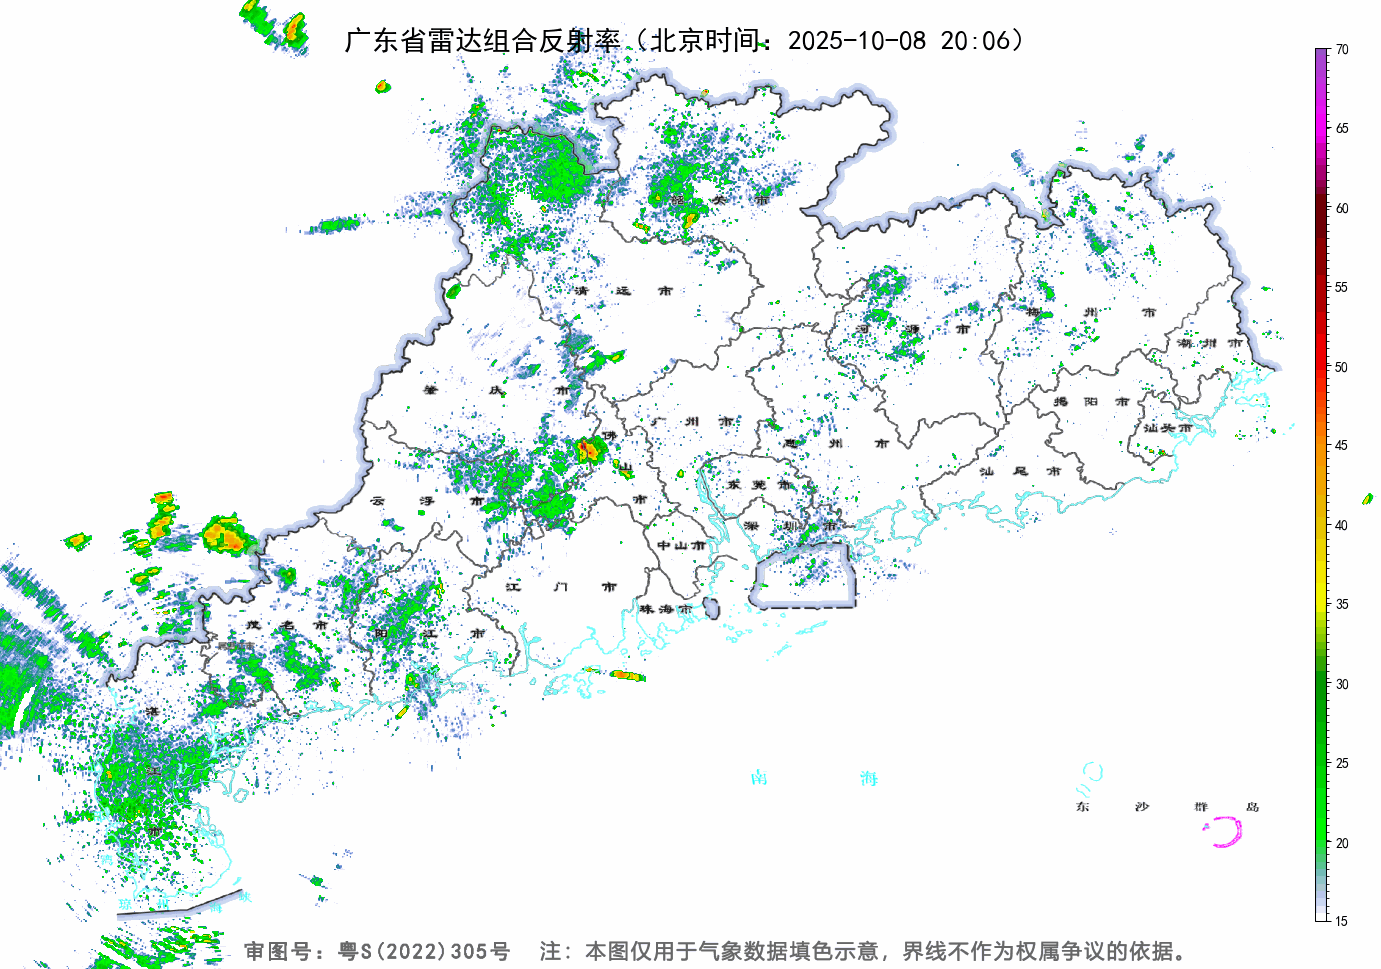 广东省雷达组合反射率（北京时间：2025-10-08 20:06）
70
65
60
55
50
45
40
35
30
25
20
15
韶关市
清远市
河源市
梅州市
潮州市
肇庆市
广州市
佛山市
惠州市
揭阳市
汕头市
汕尾市
云浮市
东莞市
深圳市
中山市
江门市
珠海市
茂名市
阳江市
湛江市
南海
东沙群岛
琼州海峡
审图号：粤S(2022)305号 注：本图仅用于气象数据填色示意，界线不作为权属争议的依据。